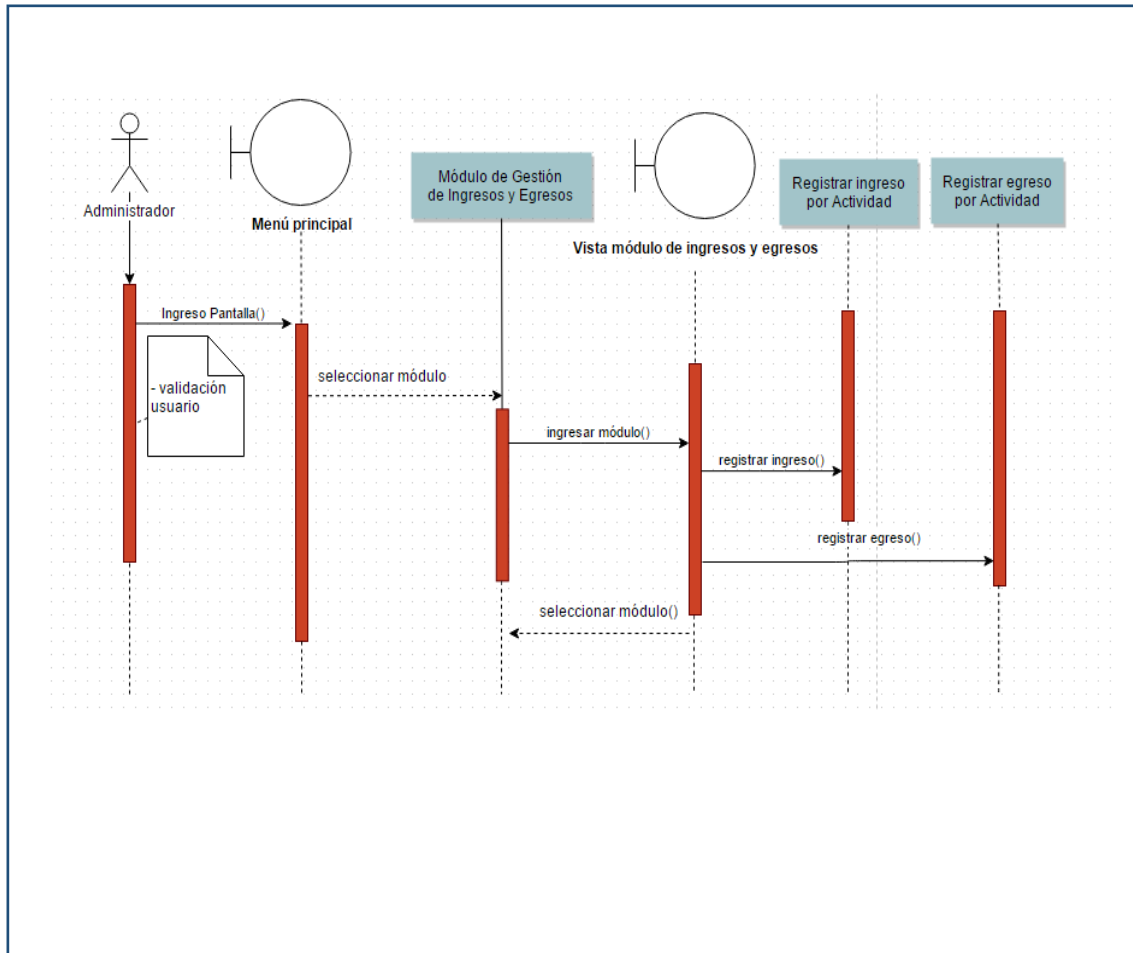 Administrador
Menú principal
Módulo de Gestión
de Ingresos y Egresos
Vista módulo de ingresos y egresos
Registrar ingreso
por Actividad
Registrar egreso
por Actividad
Ingreso Pantalla()
- validación
usuario
seleccionar módulo
ingresar módulo()
registrar ingreso()
registrar egreso()
seleccionar módulo()